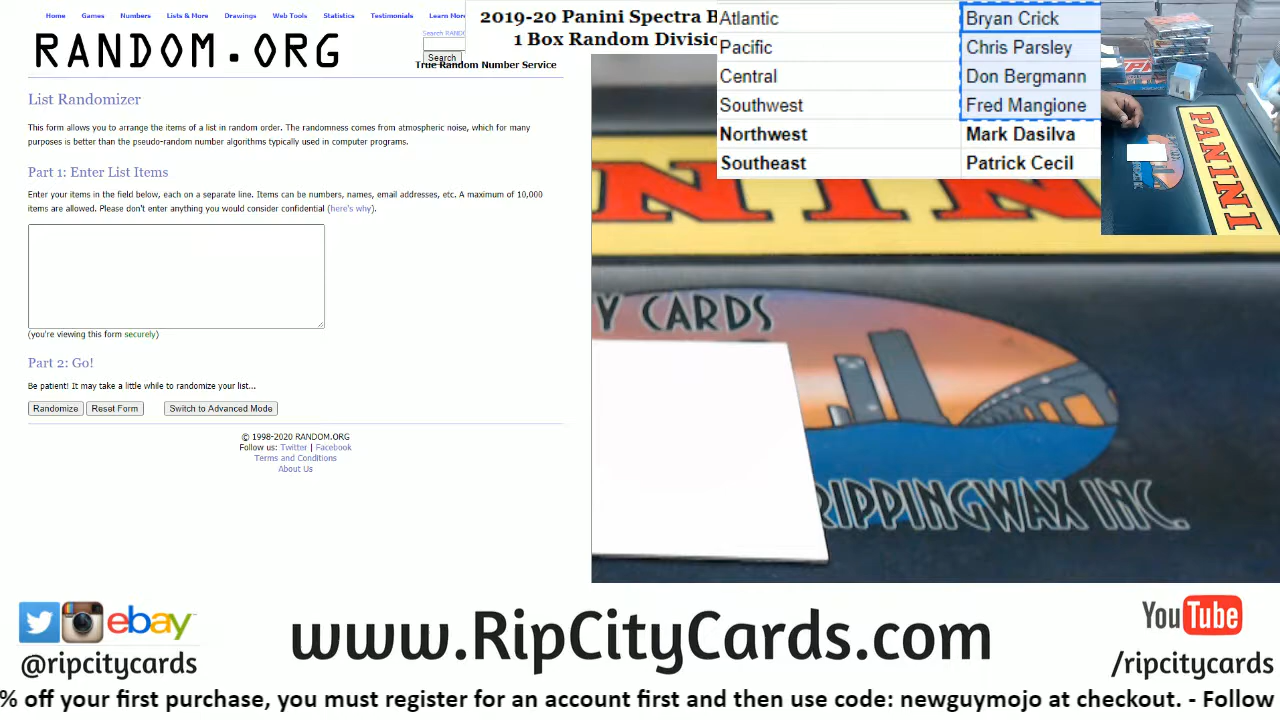 Home Games Numbers Lists & More Drawings Web Tools Statistics Testimonials Learn More
RANDOM.ORG
Search RAND
Search
True Random Number Service
2019-20 Panini Spectra B
1 Box Random Divisio
Atlantic Bryan Crick
Pacific Chris Parsley
Central Don Bergmann
Southwest Fred Mangione
Northwest Mark Dasilva
Southeast Patrick Cecil
List Randomizer
This form allows you to arrange the items of a list in random order. The randomness comes from atmospheric noise, which for many
purposes is better than the pseudo-random number algorithms typically used in computer programs.
Part 1: Enter List Items
Enter your items in the field below, each on a separate line. Items can be numbers, names, email addresses, etc. A maximum of 10,000
items are allowed. Please don't enter anything you would consider confidential (here's why).
(you're viewing this form securely)
Part 2: Go!
Be patient! It may take a little while to randomize your list...
Randomize Reset Form Switch to Advanced Mode
© 1998-2020 RANDOM.ORG
Follow us: Twitter | Facebook
Terms and Conditions
About Us
PANINI
Y CARDS
RIPPINGWAX INC.
ebay
@ripcitycards
www.RipCityCards.com
YouTube
/ripcitycards
% off your first purchase, you must register for an account first and then use code: newguymojo at checkout. - Follow